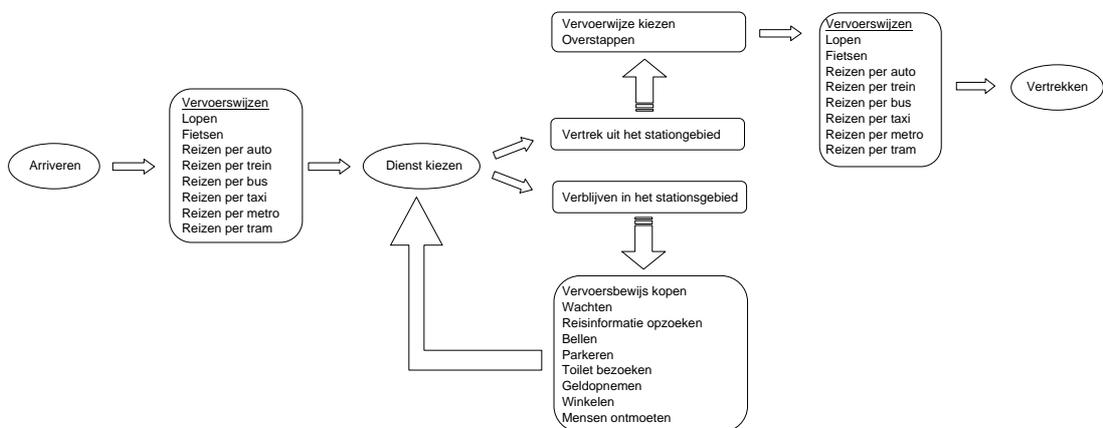 Arriveren
Vervoerswijzen
Lopen
Fietsen
Reizen per auto
Reizen per trein
Reizen per bus
Reizen per taxi
Reizen per metro
Reizen per tram
Dienst kiezen
Vervoerwijze kiezen
Overstappen
Vertrek uit het stationgebied
Verblijven in het stationsgebied
Vervoersbewijs kopen
Wachten
Reisinformatie opzoeken
Bellen
Parkeren
Toilet bezoeken
Geldopnemen
Winkelen
Mensen ontmoeten
Vervoerswijzen
Lopen
Fietsen
Reizen per auto
Reizen per trein
Reizen per bus
Reizen per taxi
Reizen per metro
Reizen per tram
Vertrekken